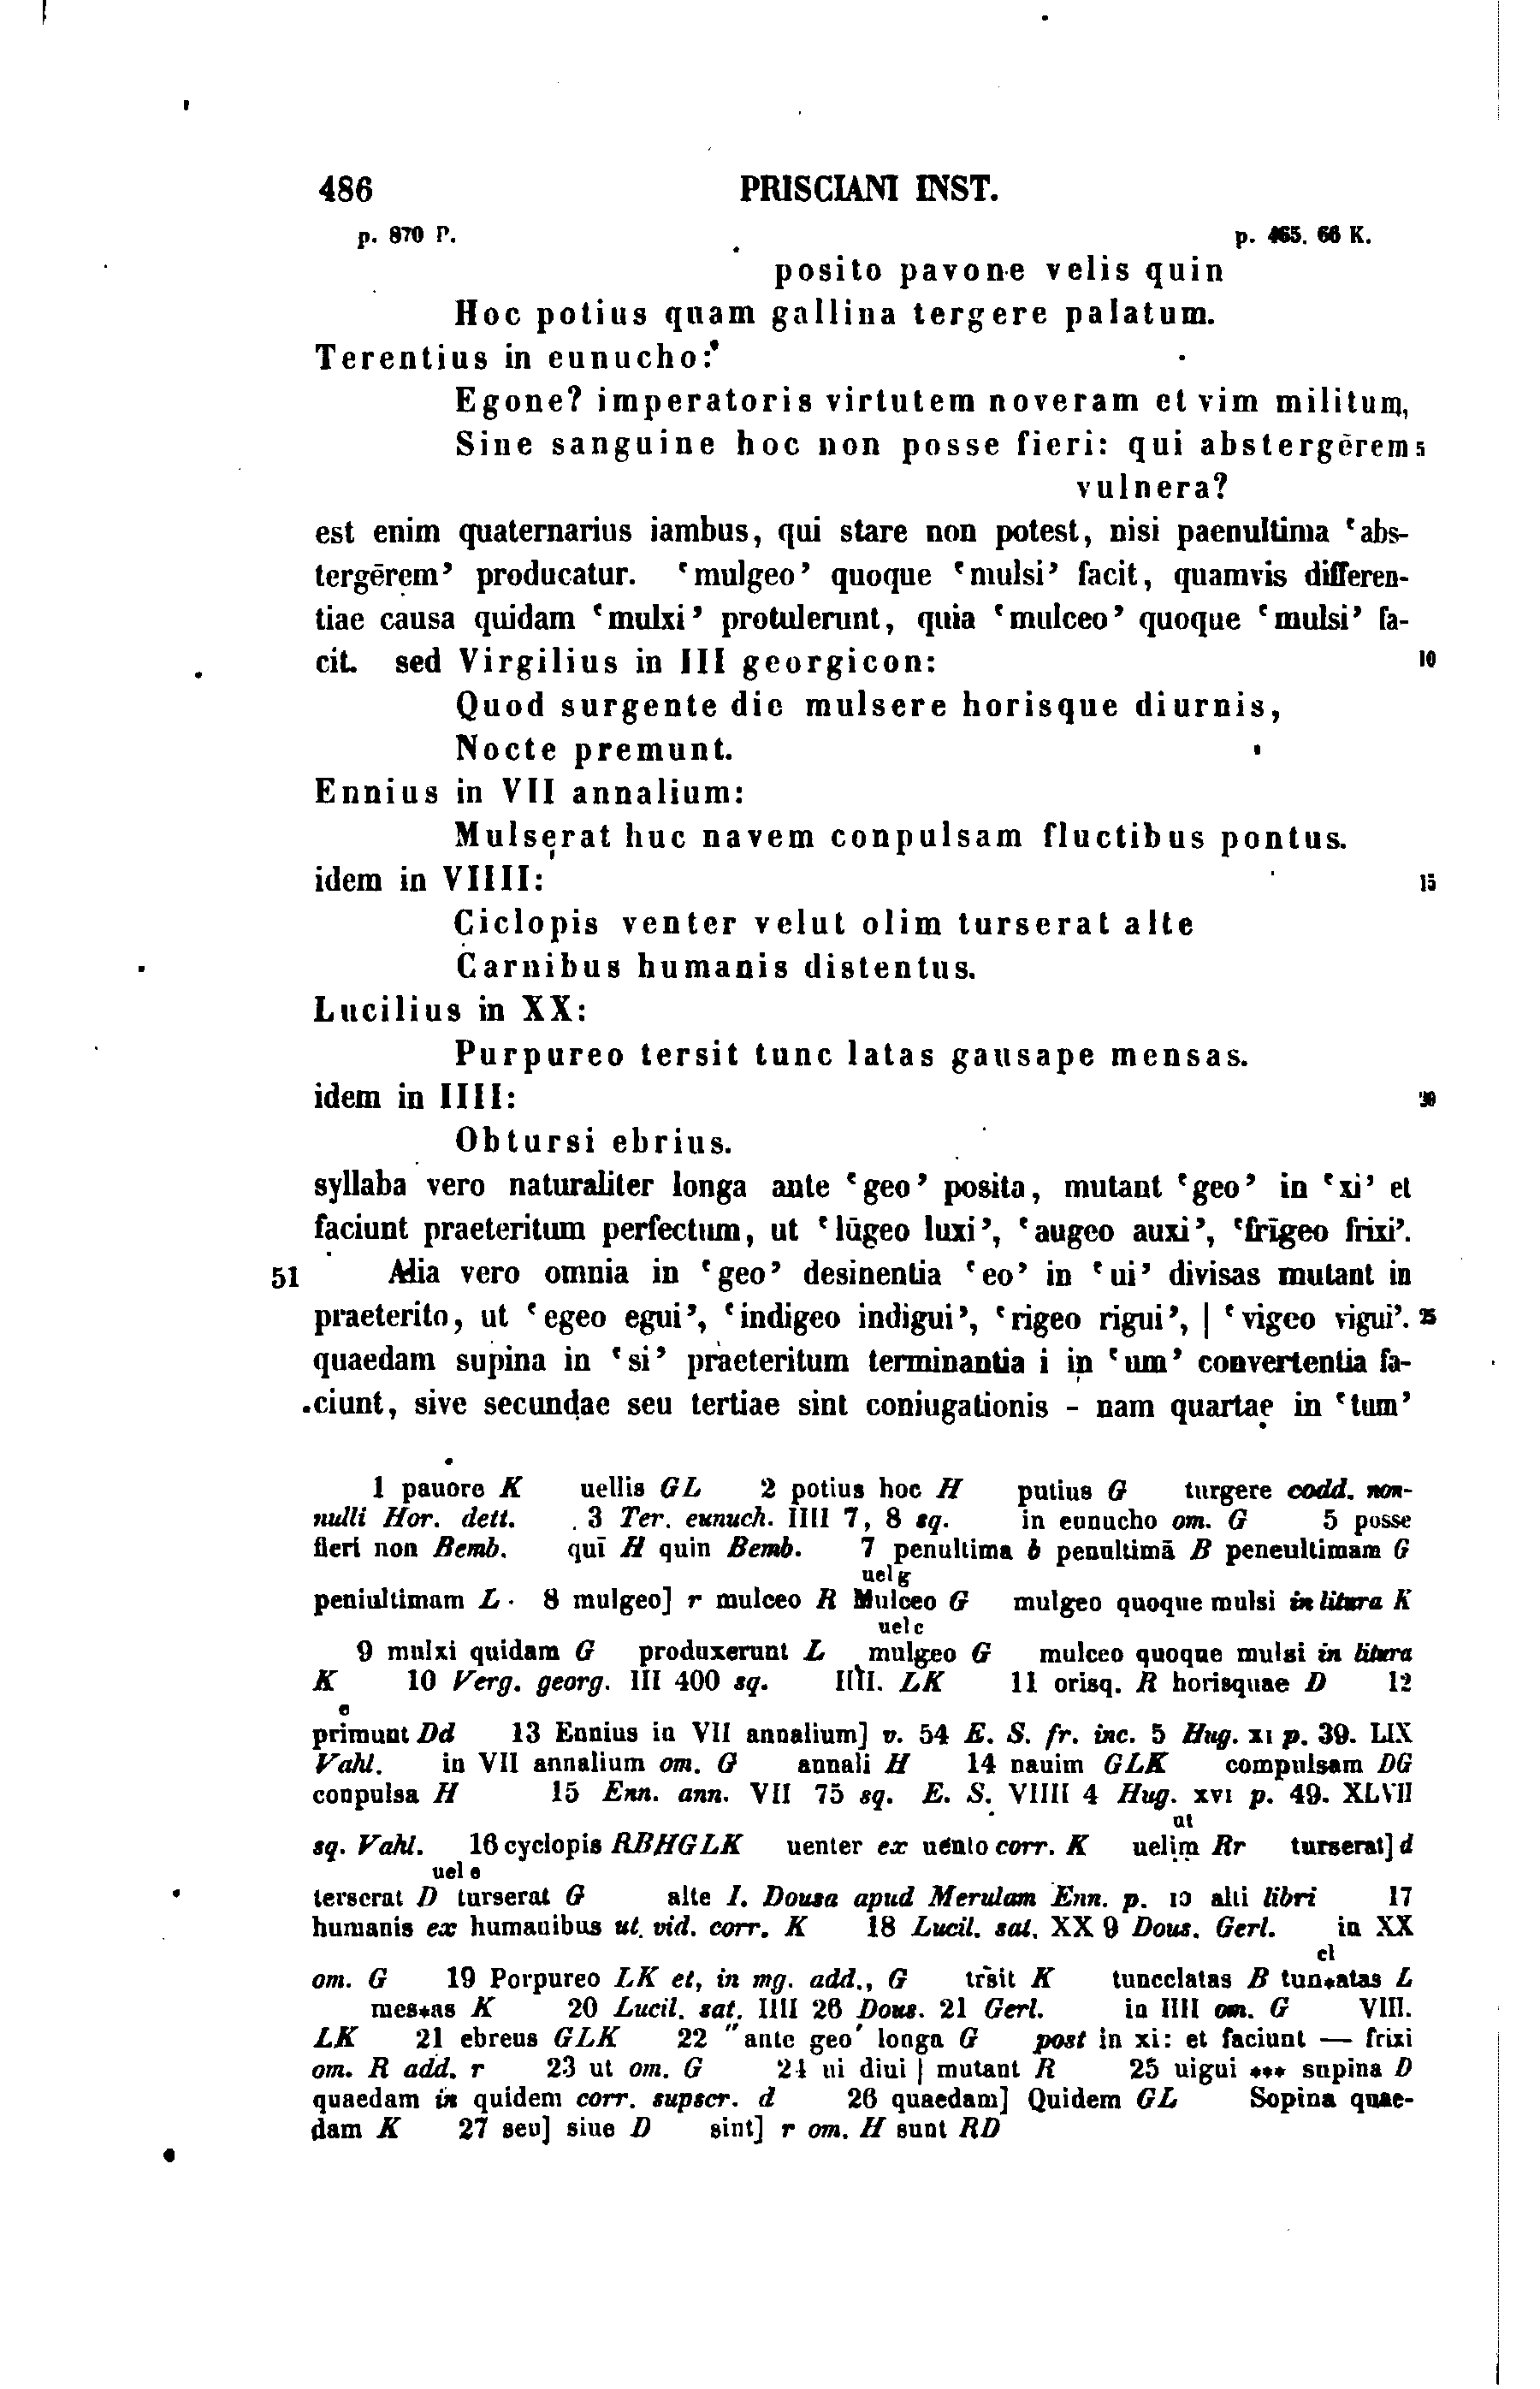 486 PRISCIANI INST.
p. 870 P. p. 465. 66 K.
posito pavone velis quin
Hoc potius quam gallina tergere palatum.
Terentius in eunucho:
Egone? imperatoris virtutem noveram et vim militum,
Sine sanguine hoc non posse fieri: qui abstergērem 5
vulnera?
est enim quaternarius iambus, qui stare non potest, nisi paenultima ‘abs-
tergērem’ producatur. ‘mulgeo’ quoque ‘mulsi’ facit, quamvis differen-
tiae causa quidam ‘mulxi’ protulerunt, quia ‘mulceo’ quoque ‘mulsi’ fa-
cit. sed Virgilius in III georgicon: 10
Quod surgente die mulsere horisque diurnis,
Nocte premunt.
Ennius in VII annalium:
Mulserat huc navem conpulsam fluctibus pontus.
idem in VIIII: 15
Ciclopis venter velut olim turserat alte
Carnibus humanis distentus.
Lucilius in XX:
Purpureo tersit tunc latas gausape mensas.
idem in IIII: 20
Obtursi ebrius.
syllaba vero naturaliter longa ante ‘geo’ posita, mutant ‘geo’ in ‘xi’ et
faciunt praeteritum perfectum, ut ‘lūgeo luxi’, ‘augeo auxi’, ‘frīgeo frixi’.
51 Alia vero omnia in ‘geo’ desinentia ‘eo’ in ‘ui’ divisas mutant in
praeterito, ut ‘egeo egui’, ‘indigeo indigui’, ‘rigeo rigui’, | ‘vigeo vigui’. 25
quaedam supina in ‘si’ praeteritum terminantia i in ‘um’ convertentia fa-
ciunt, sive secundae seu tertiae sint coniugationis - nam quartae in ‘tum’
1 pauore K uellis GL 2 potius hoc H putius G turgere codd. non-
nulli Hor. dett. 3 Ter. eunuch. IIII 7, 8 sq. in eunucho om. G 5 posse
fieri non Bemb. quī H quin Bemb. 7 penultima b penultimā B peneultimam G
uel g
peniultimam L 8 mulgeo] r mulceo R Mulceo G mulgeo quoque mulsi in litura K
uel c
9 mulxi quidam G produxerunt L mulgeo G mulceo quoque mulsi in litura
K 10 Verg. georg. III 400 sq. IIII. LK 11 orisq. R horisquae D 12
e
primunt Dd 13 Ennius in VII annalium] v. 54 E. S. fr. inc. 5 Hug. XI p. 39. LIX
Vahl. in VII annalium om. G annali H 14 nauim GLK compulsam DG
conpulsa H 15 Enn. ann. VII 75 sq. E. S. VIIII 4 Hug. XVI p. 49. XLVII
ut
sq. Vahl. 16 cyclopis RBHGLK uenter ex uento corr. K uelim Rr turserat] d
uel e
terserat D turserat G alte I. Dousa apud Merulam Enn. p. alti libri 17
humanis ex humanibus ut vid. corr. K 18 Lucil. sat. XX 9 Dous. Gerl. in XX
cl
om. G 19 Porpureo LK et, in mg. add., G trsit K tuncclatas B tun*atas L
mes*as K 20 Lucil. sat. IIII 26 Dous. 21 Gerl. in IIII om. G VIII.
LK 21 ebreus GLK 22 "ante geo' longa G post in xi: et faciunt — frixi
om. R add. r 23 ut om. G 24 ui diui | mutant R 25 uigui *** supina D
quaedam in quidem corr. supscr. d 26 quaedam] Quidem GL Sopina quae-
dam K 27 seu] siue D sint] r om. H sunt RD